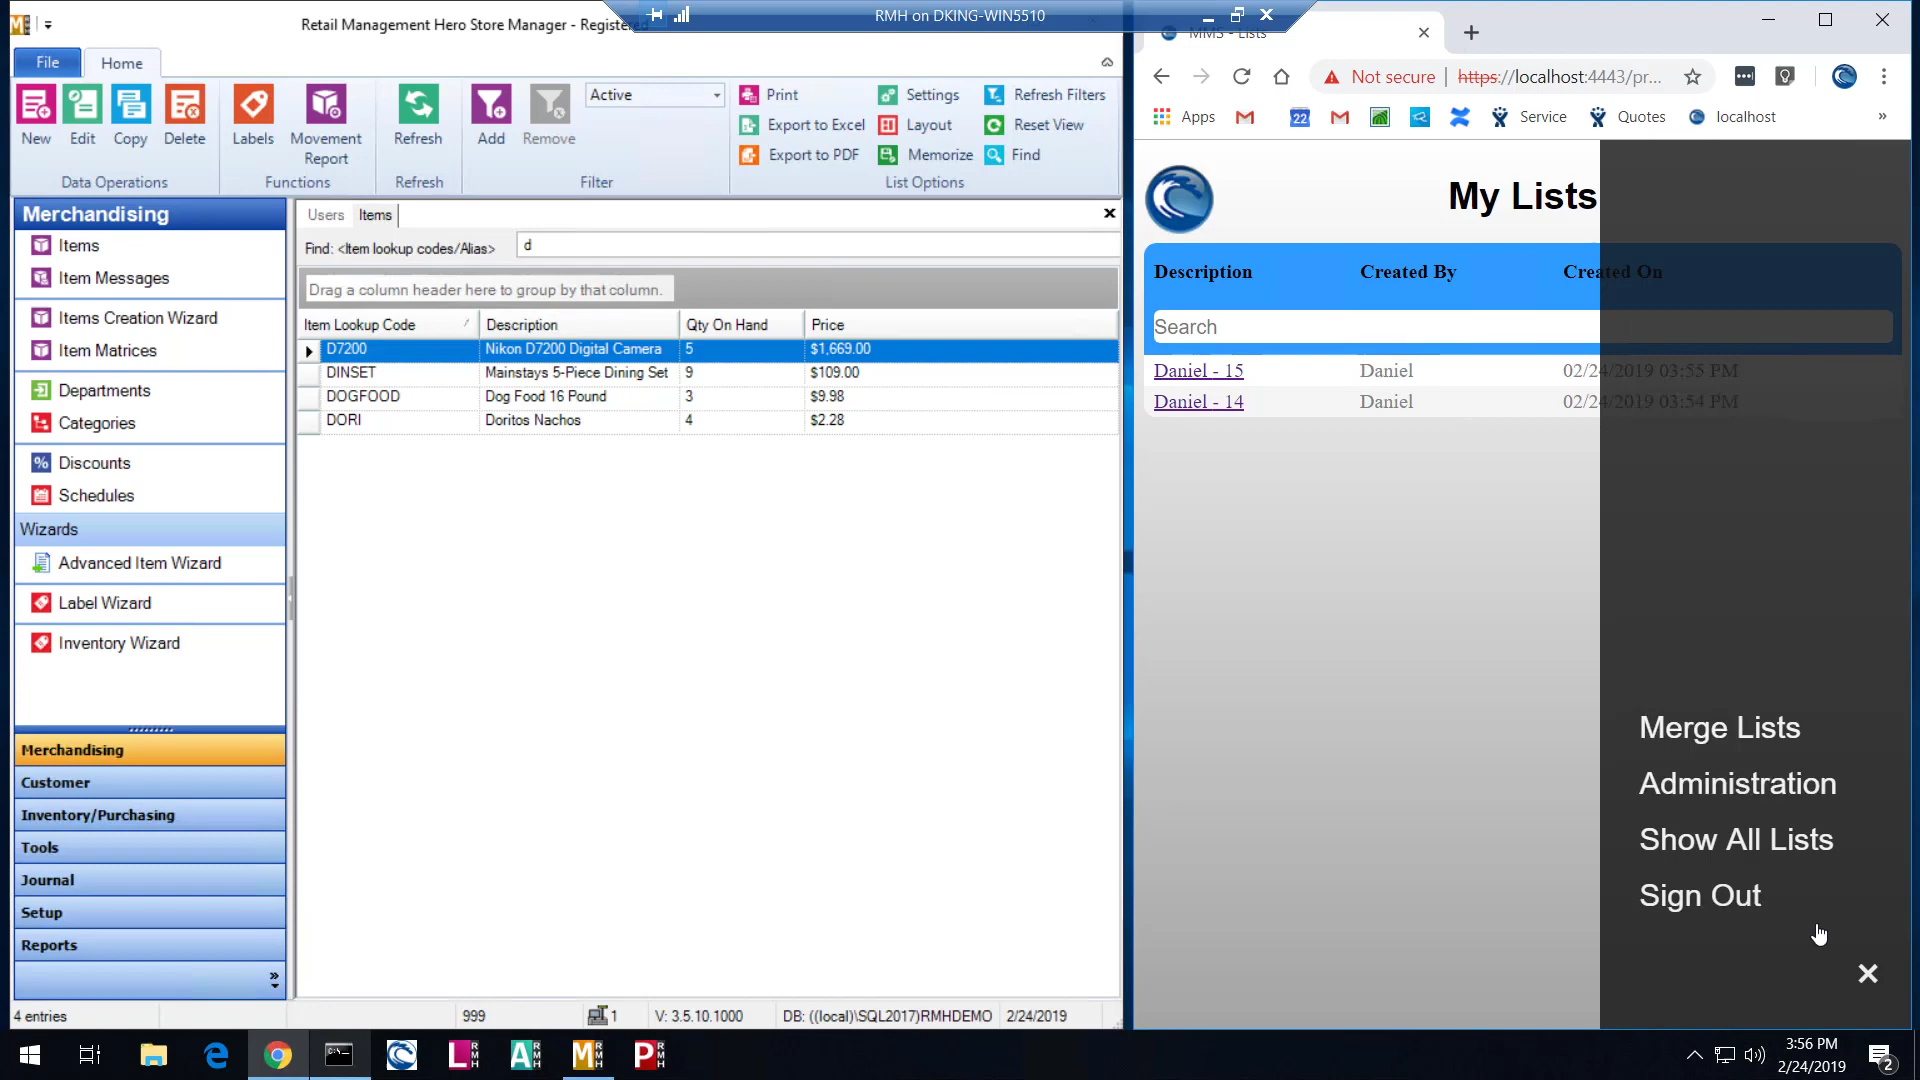 Retail Management Hero Store Manager - Registered
RMH on DKING-WIN5510
File
Home
New
Edit
Copy
Delete
Data Operations
Labels
Movement
Report
Functions
Refresh
Refresh
Add
Remove
Active
Filter
Print
Export to Excel
Export to PDF
Settings
Layout
Memorize
Refresh Filters
Reset View
Find
List Options
Merchandising
Items
Item Messages
Items Creation Wizard
Item Matrices
Departments
Categories
Discounts
Schedules
Wizards
Advanced Item Wizard
Label Wizard
Inventory Wizard
Merchandising
Customer
Inventory/Purchasing
Tools
Journal
Setup
Reports
Users
Items
Find: <Item lookup codes/Alias>
d
Drag a column header here to group by that column.
Item Lookup Code Description Qty On Hand Price
D7200 Nikon D7200 Digital Camera 5 $1,669.00
DINSET Mainstays 5-Piece Dining Set 9 $109.00
DOGFOOD Dog Food 16 Pound 3 $9.98
DORI Doritos Nachos 4 $2.28
4 entries
999
1
V: 3.5.10.1000
DB: ((local)\SQL2017)RMHDEMO
2/24/2019
MMS - Lists
Not secure
https://localhost:4443/pr...
Apps
22
Service
Quotes
localhost
»
My Lists
Description Created By Created On
Search
Daniel - 15 Daniel 02/24/2019 03:55 PM
Daniel - 14 Daniel 02/24/2019 03:54 PM
Merge Lists
Administration
Show All Lists
Sign Out
L RMH
A RMH
M RMH
P RMH
3:56 PM
2/24/2019
2